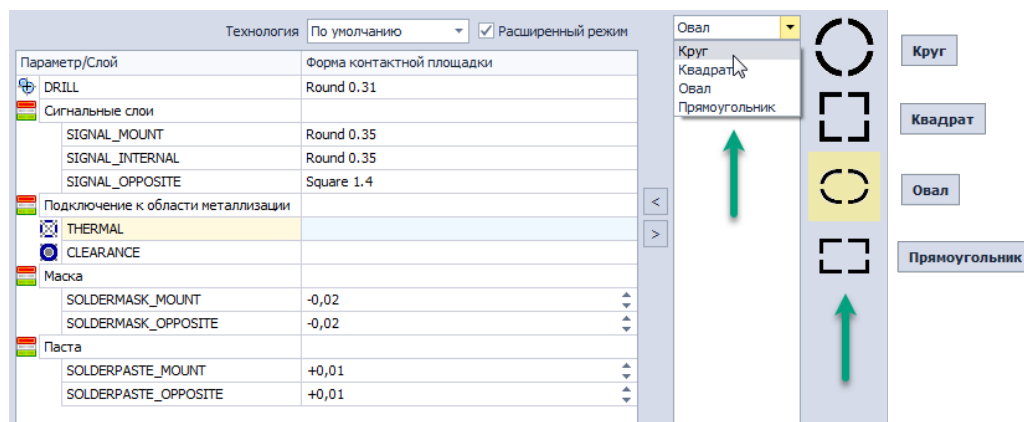 Технология По умолчанию Расширенный режим
Параметр/Слой Форма контактной площадки
DRILL Round 0.31
Сигнальные слои
SIGNAL_MOUNT Round 0.35
SIGNAL_INTERNAL Round 0.35
SIGNAL_OPPOSITE Square 1.4
Подключение к области металлизации
THERMAL
CLEARANCE
Маска
SOLDERMASK_MOUNT -0,02
SOLDERMASK_OPPOSITE -0,02
Паста
SOLDERPASTE_MOUNT +0,01
SOLDERPASTE_OPPOSITE +0,01
<
>
Овал
Круг
Квадрат
Овал
Прямоугольник
Круг
Квадрат
Овал
Прямоугольник